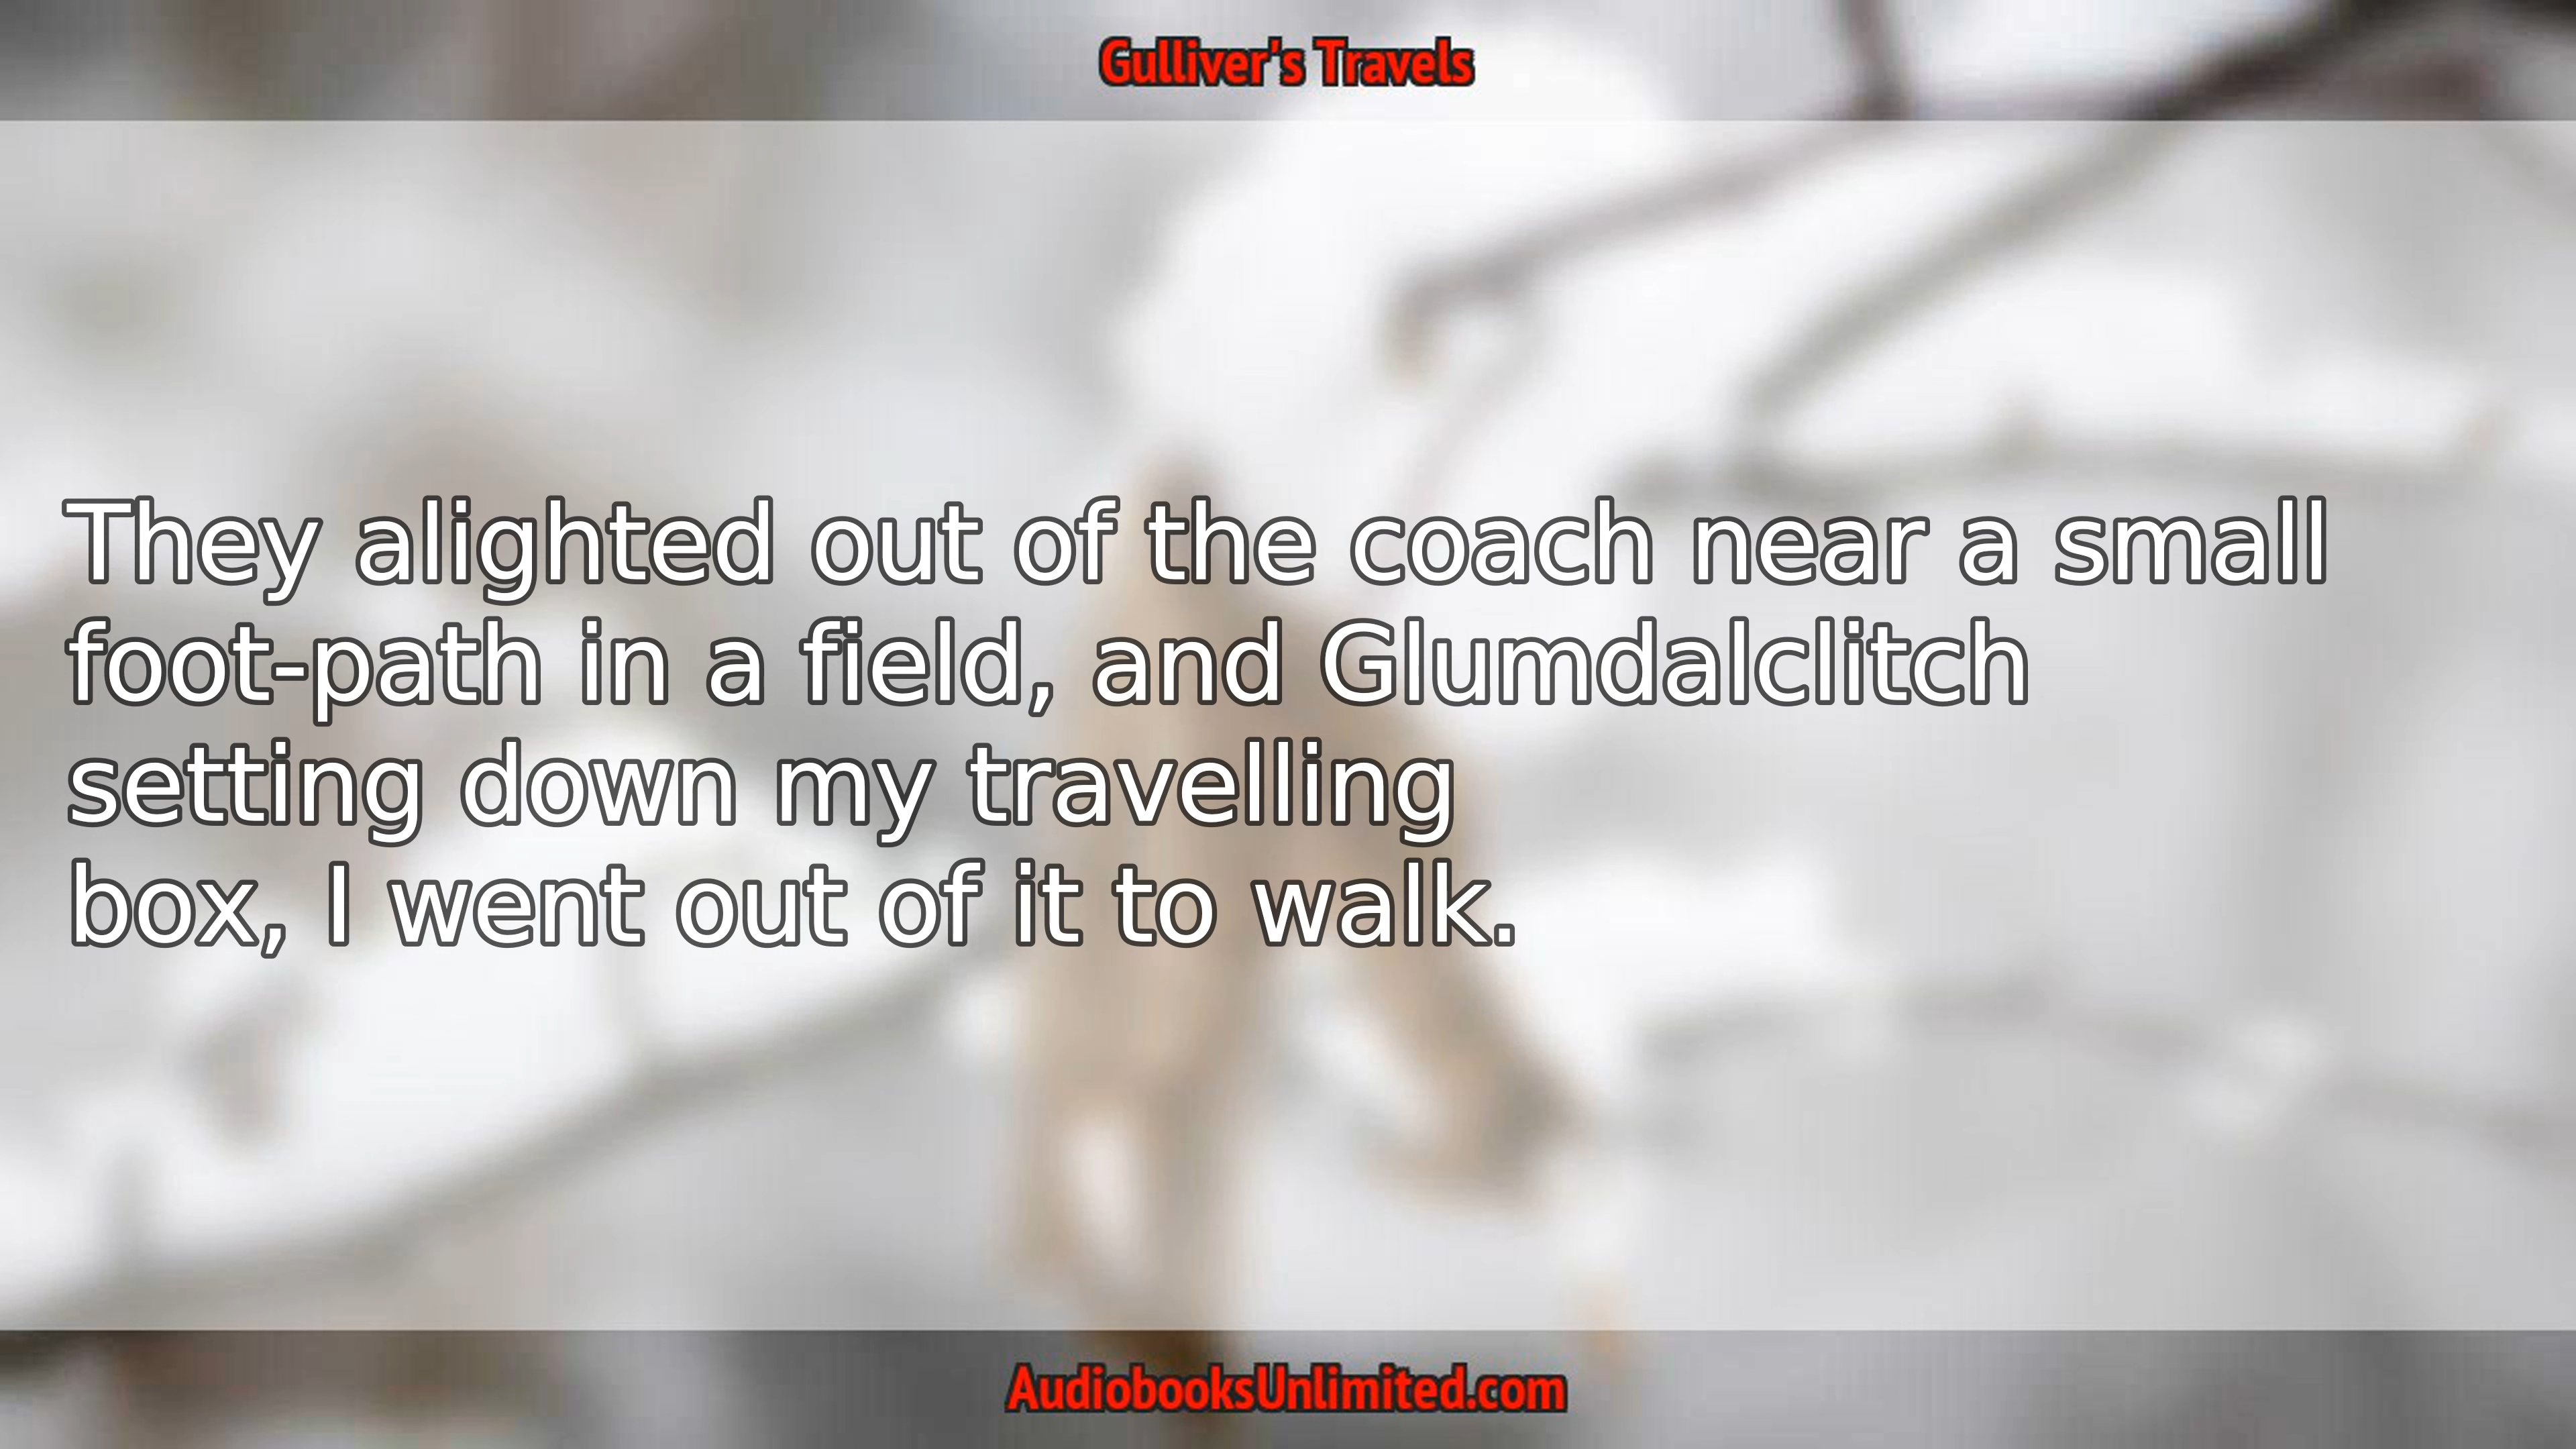 Gulliver's Travels
They alighted out of the coach near a small
foot-path in a field, and Glumdalclitch
setting down my travelling
box, I went out of it to walk.
AudiobooksUnlimited.com